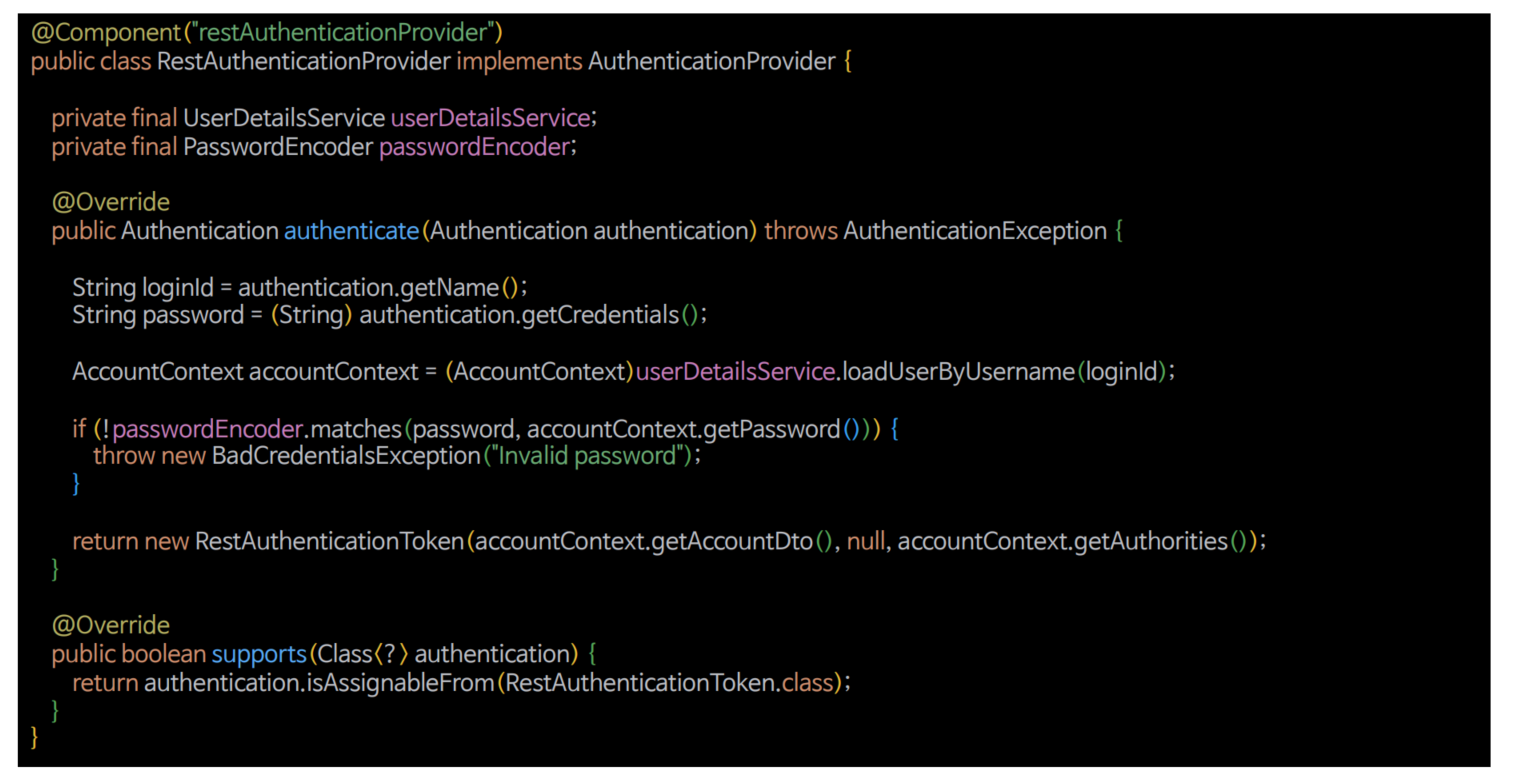 @Component("restAuthenticationProvider")
public class RestAuthenticationProvider implements AuthenticationProvider {
private final UserDetailsService userDetailsService;
private final PasswordEncoder passwordEncoder;
@Override
public Authentication authenticate(Authentication authentication) throws AuthenticationException {
String loginId = authentication.getName();
String password = (String) authentication.getCredentials();
AccountContext accountContext = (AccountContext)userDetailsService.loadUserByUsername(loginId);
if (!passwordEncoder.matches(password, accountContext.getPassword())) {
throw new BadCredentialsException("Invalid password");
}
return new RestAuthenticationToken(accountContext.getAccountDto(), null, accountContext.getAuthorities());
}
@Override
public boolean supports(Class<?> authentication) {
return authentication.isAssignableFrom(RestAuthenticationToken.class);
}
}